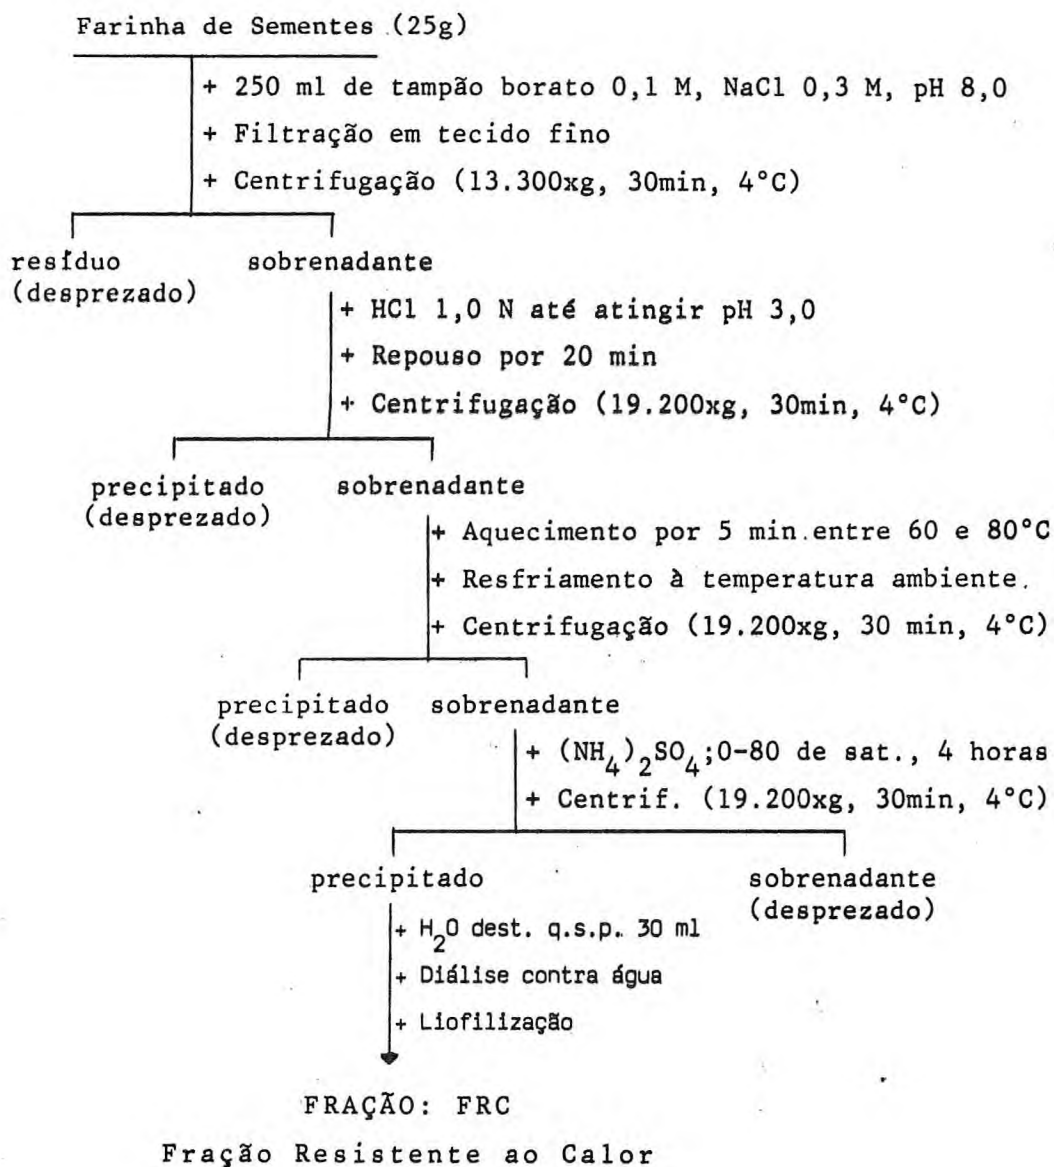 Farinha de Sementes (25g)
+ 250 ml de tampão borato 0,1 M, NaCl 0,3 M, pH 8,0
+ Filtração em tecido fino
+ Centrifugação (13.300xg, 30min, 4°C)
resíduo sobrenadante
(desprezado)
+ HCl 1,0 N até atingir pH 3,0
+ Repouso por 20 min
+ Centrifugação (19.200xg, 30min, 4°C)
precipitado sobrenadante
(desprezado)
+ Aquecimento por 5 min.entre 60 e 80°C
+ Resfriamento à temperatura ambiente.
+ Centrifugação (19.200xg, 30 min, 4°C)
precipitado sobrenadante
(desprezado)
+ (NH4)2SO4;0-80 de sat., 4 horas
+ Centrif. (19.200xg, 30min, 4°C)
precipitado sobrenadante
(desprezado)
+ H2O dest. q.s.p. 30 ml
+ Diálise contra água
+ Liofilização
FRAÇÃO: FRC
Fração Resistente ao Calor